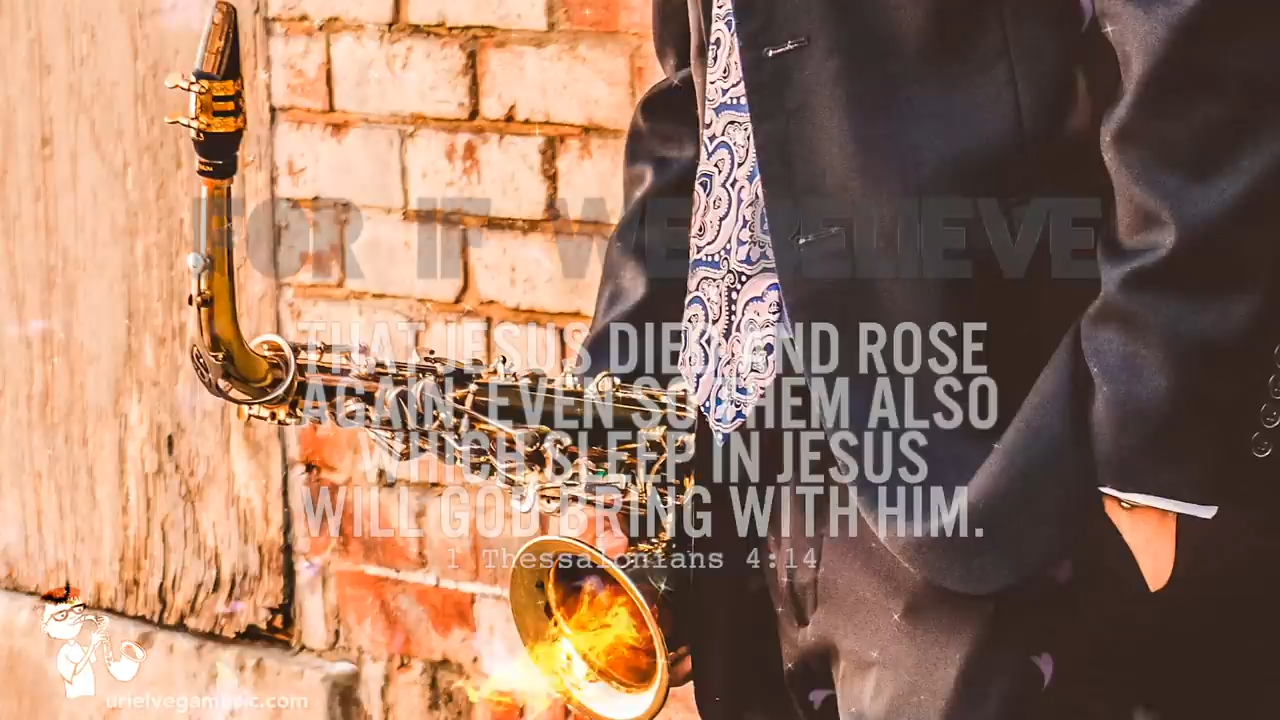 FOR IF WE BELIEVE
THAT JESUS DIED AND ROSE
AGAIN, EVEN SO THEM ALSO
WHICH SLEEP IN JESUS
WILL GOD BRING WITH HIM.
1 Thessalonians 4:14
urielvegamusic.com